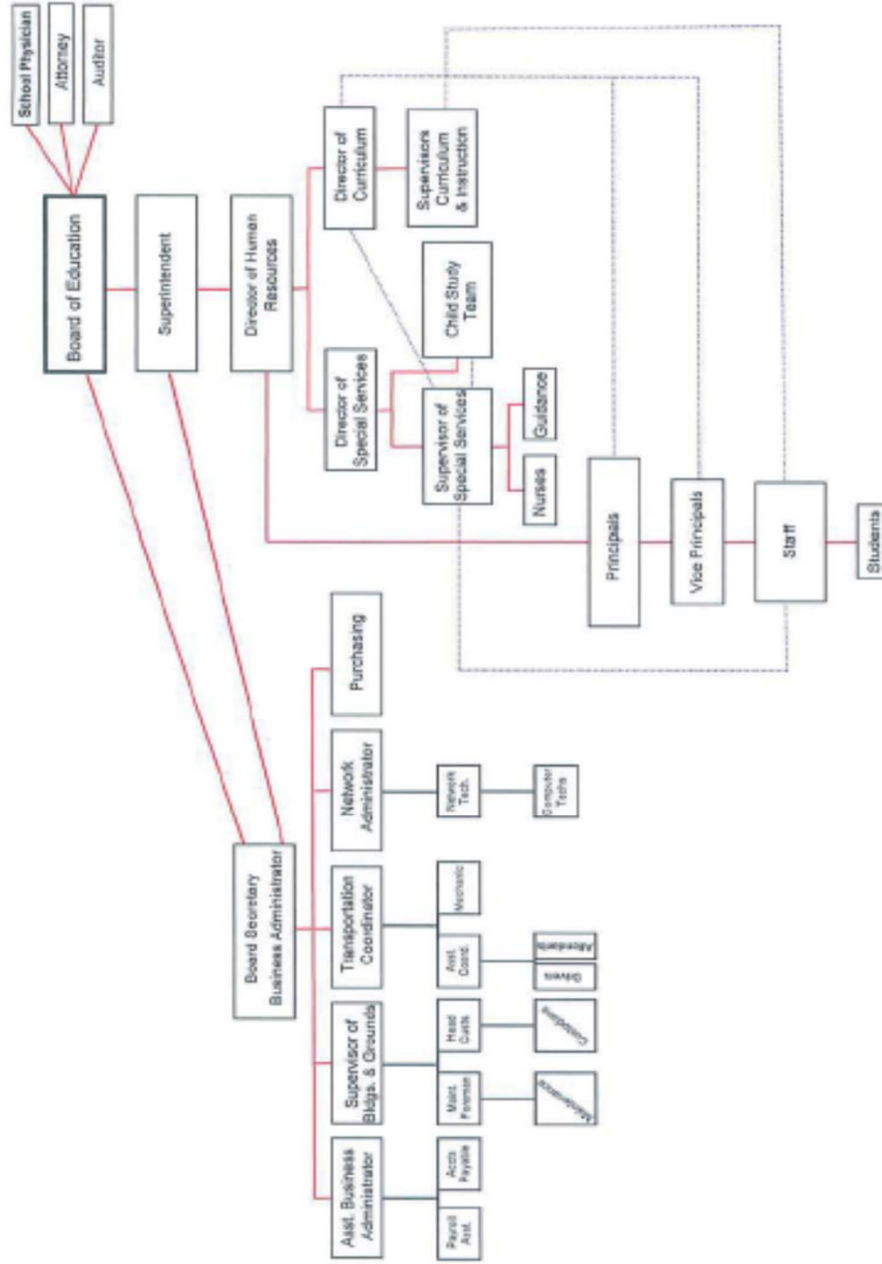 School Physician
Attorney
Auditor
Board of Education
Superintendent
Director of Human
Resources
Board Secretary
Business Administrator
Asst. Business
Administrator
Supervisor of
Bldgs. & Grounds
Transportation
Coordinator
Network
Administrator
Purchasing
Director of
Special Services
Director of
Curriculum
Payroll
Asst.
Accts
Payable
Maint.
Foreman
Head
Custs.
Asst.
Coord.
Mechanic
Network
Tech.
Supervisor of
Special Services
Child Study
Team
Supervisors
Curriculum
& Instruction
Maintenance
Custodians
Drivers
Attendants
Computer
Techs
Nurses
Guidance
Principals
Vice Principals
Staff
Students